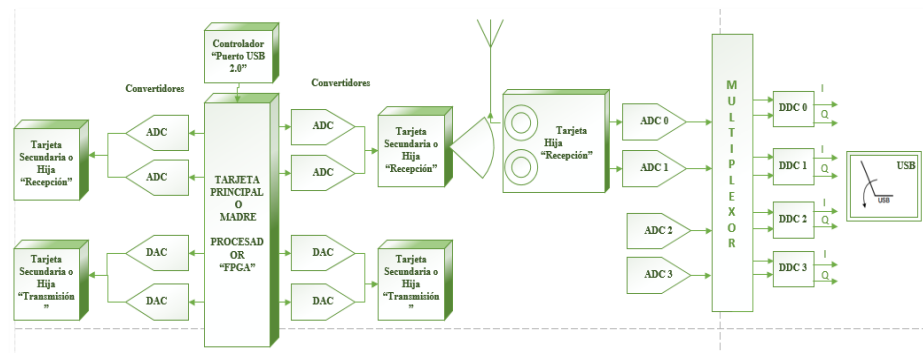 Controlador
“Puerto USB
2.0”
Convertidores
Convertidores
ADC
ADC
Tarjeta
Secundaria o
Hija
“Recepción”
DAC
DAC
Tarjeta
Secundaria o
Hija
“Transmisión
”
TARJETA
PRINCIPAL
O
MADRE
PROCESAD
OR
“FPGA”
ADC
ADC
Tarjeta
Secundaria o
Hija
“Recepción”
DAC
DAC
Tarjeta
Secundaria o
Hija
“Transmisión
”
Tarjeta
Hija
“Recepción”
ADC 0
ADC 1
ADC 2
ADC 3
MULTIPLEXOR
DDC 0
I
Q
DDC 1
I
Q
DDC 2
I
Q
DDC 3
I
Q
USB
USB